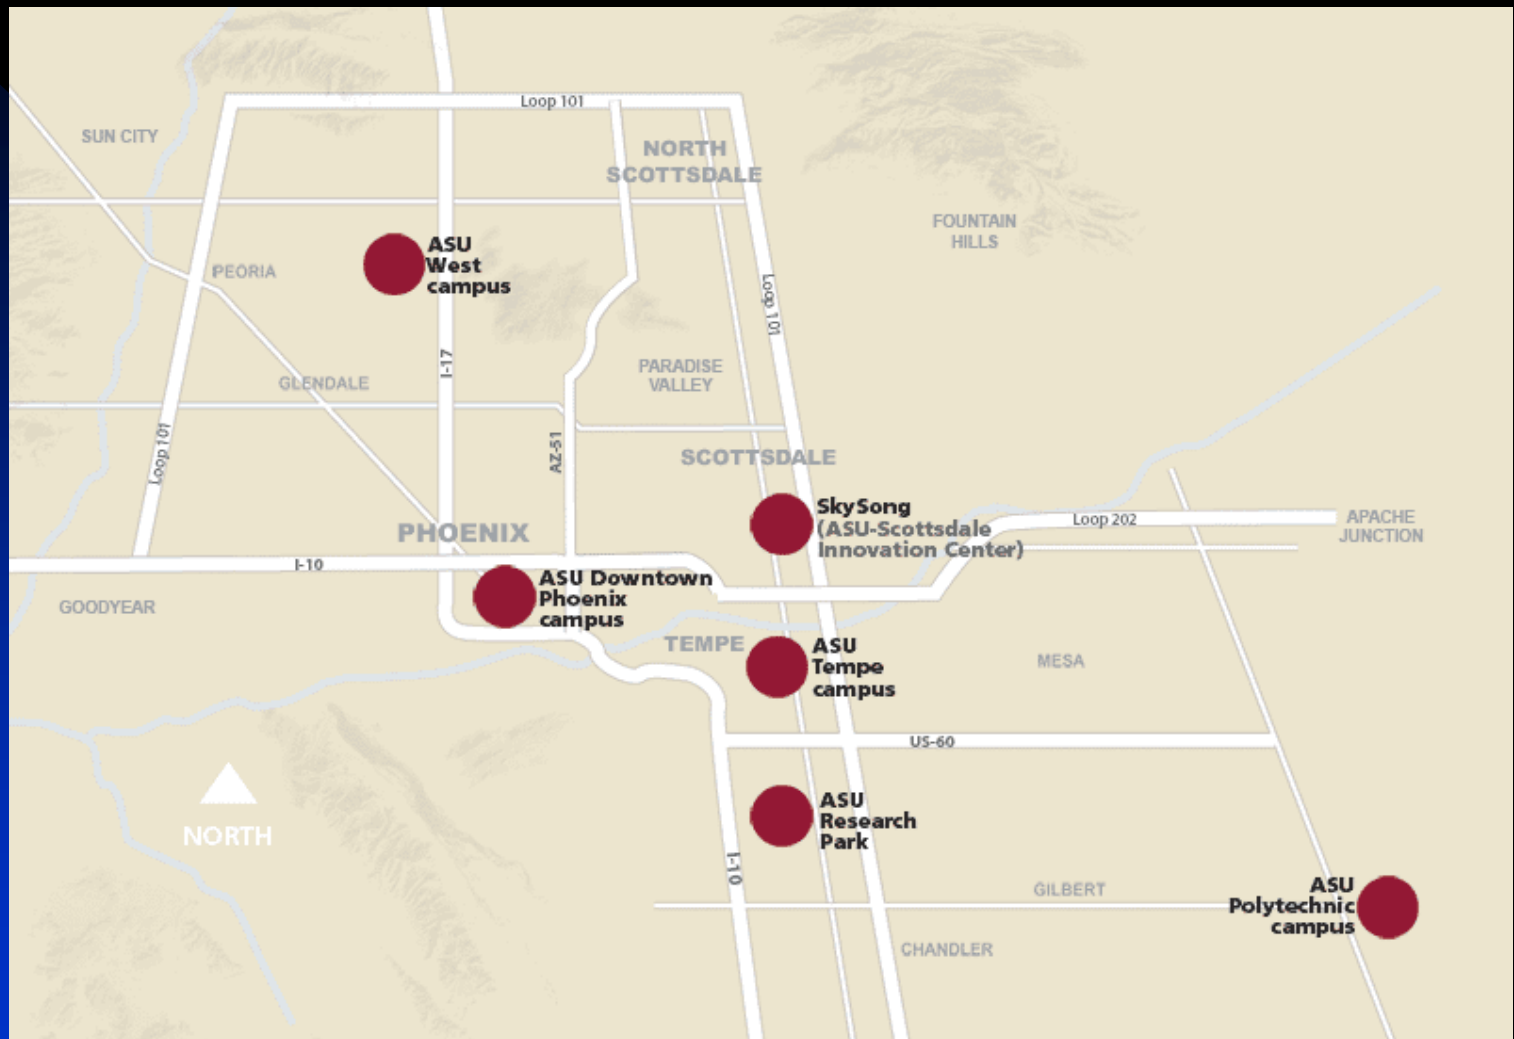 Loop 101
SUN CITY
NORTH
SCOTTSDALE
FOUNTAIN
HILLS
ASU
West
campus
PEORIA
Loop 101
I-17
PARADISE
VALLEY
GLENDALE
Loop 101
AZ-51
SCOTTSDALE
SkySong
(ASU-Scottsdale
Innovation Center)
Loop 202
APACHE
JUNCTION
PHOENIX
I-10
ASU Downtown
Phoenix
campus
GOODYEAR
TEMPE
ASU
Tempe
campus
MESA
US-60
NORTH
ASU
Research
Park
I-10
GILBERT
ASU
Polytechnic
campus
CHANDLER